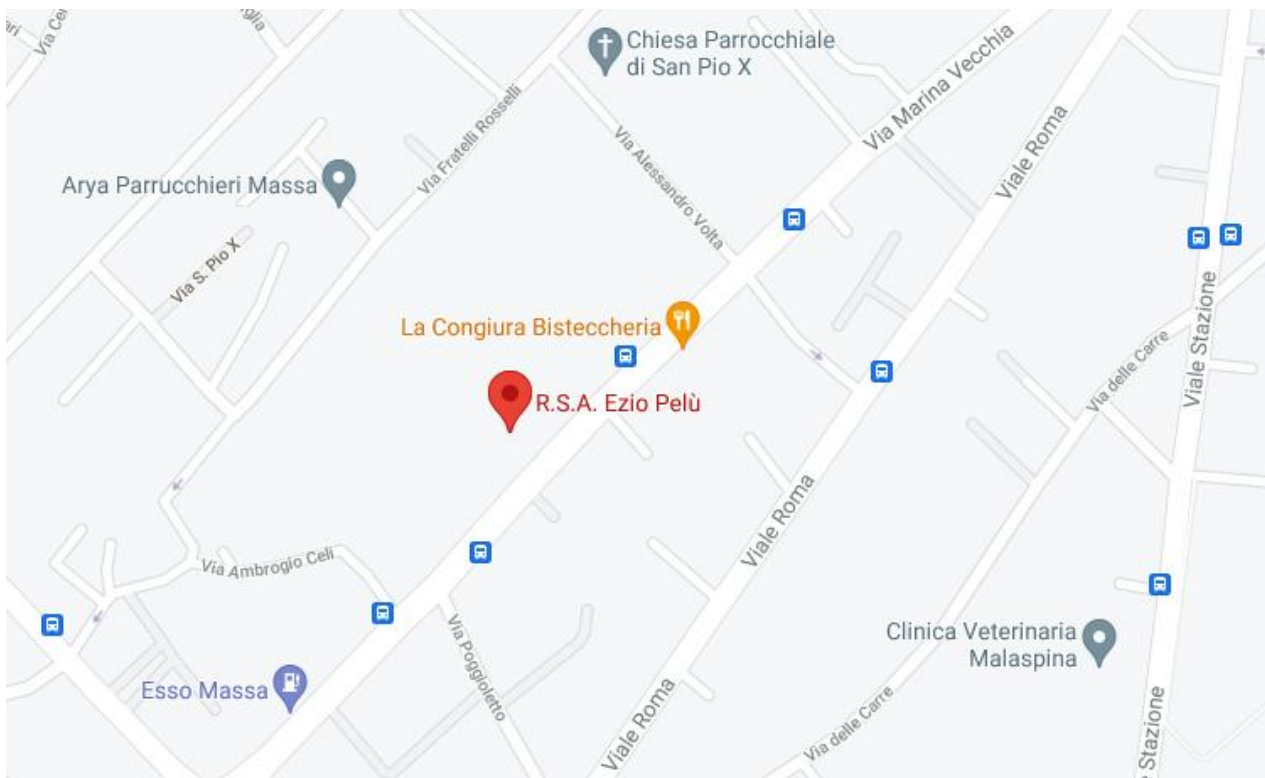 Chiesa Parrocchiale
di San Pio X
Via Marina Vecchia
Viale Roma
Via Fratelli Rosselli
Via Alessandro Volta
Arya Parrucchieri Massa
Via S. Pio X
La Congiura Bisteccheria
Viale Stazione
Via delle Carre
R.S.A. Ezio Pelù
Viale Roma
Via Ambrogio Celi
Via Poggioletto
Clinica Veterinaria
Malaspina
Esso Massa
Viale Roma
Via delle Carre
Stazione